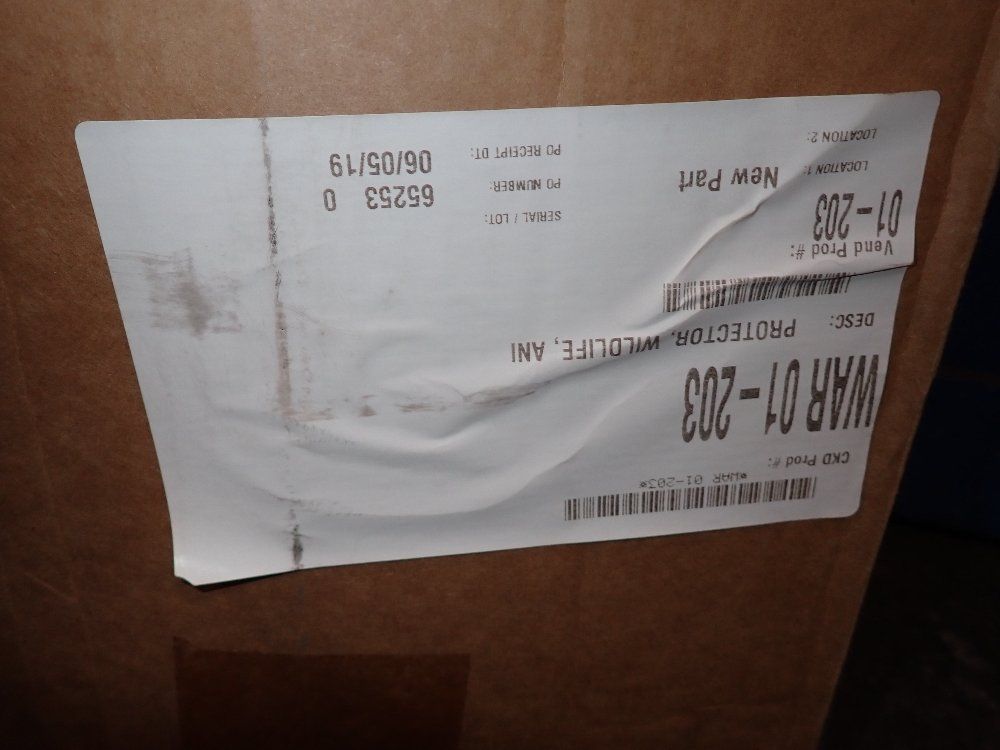 *WAR 01-203*
CKD Prod #:
WAR 01-203
DESC: PROTECTOR, WILDLIFE, ANI
Vend Prod #:
01-203
LOCATION 1: New Part
LOCATION 2:
SERIAL / LOT:
PO NUMBER: 65253 0
PO RECEIPT DT: 06/05/19